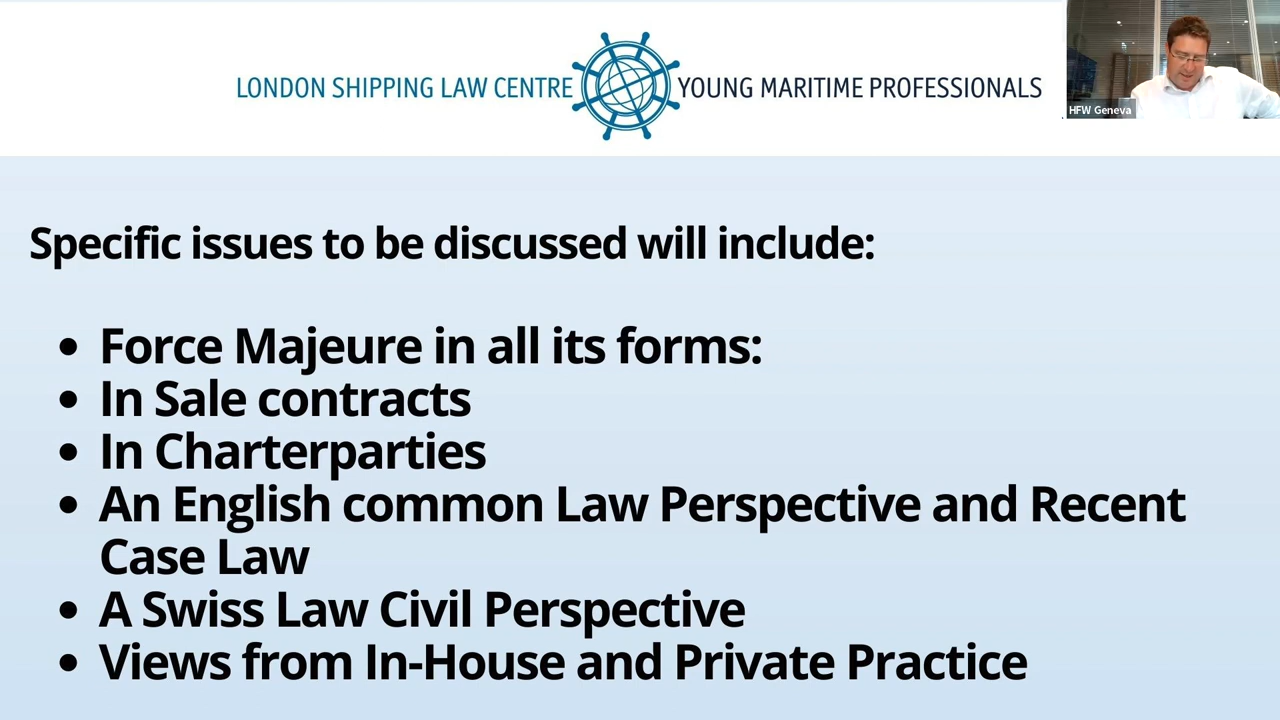 LONDON SHIPPING LAW CENTRE YOUNG MARITIME PROFESSIONALS
HFW Geneva
Specific issues to be discussed will include:
• Force Majeure in all its forms:
• In Sale contracts
• In Charterparties
• An English common Law Perspective and Recent
Case Law
• A Swiss Law Civil Perspective
• Views from In-House and Private Practice